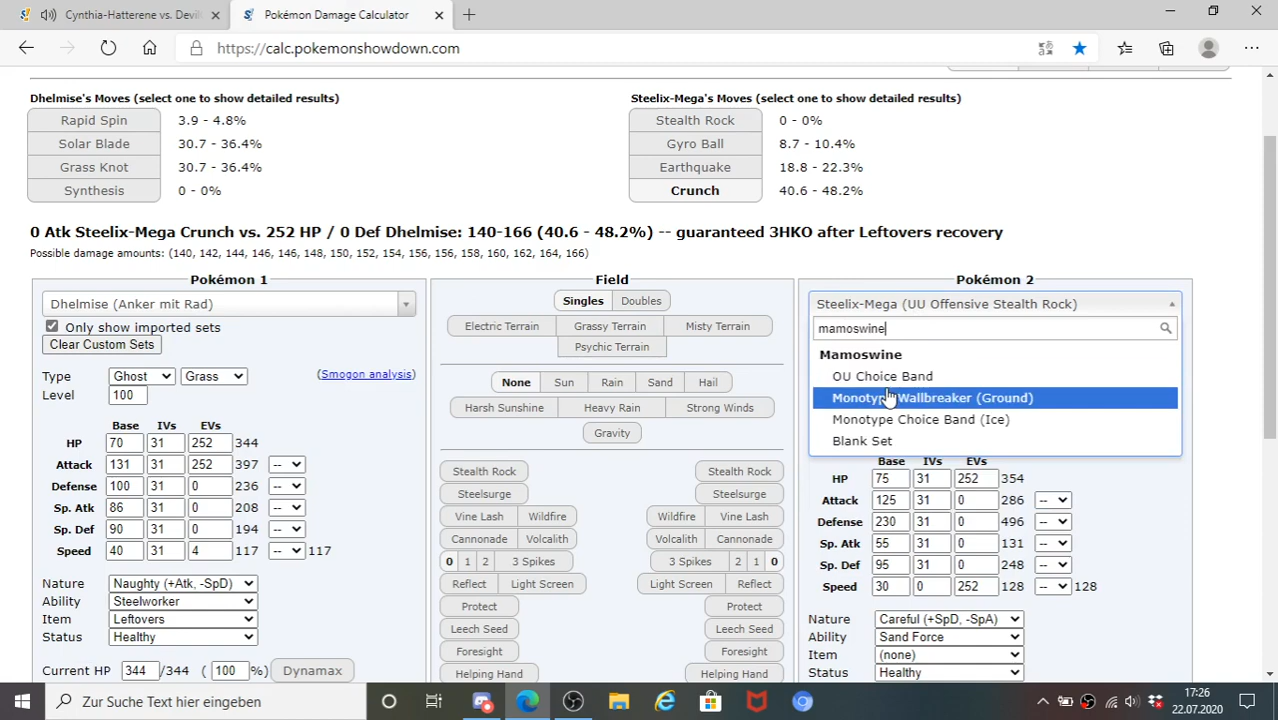 Cynthia-Hatterene vs. Devil
Pokémon Damage Calculator
https://calc.pokemonshowdown.com
Dhelmise's Moves (select one to show detailed results)
Rapid Spin 3.9 - 4.8%
Solar Blade 30.7 - 36.4%
Grass Knot 30.7 - 36.4%
Synthesis 0 - 0%
Steelix-Mega's Moves (select one to show detailed results)
Stealth Rock 0 - 0%
Gyro Ball 8.7 - 10.4%
Earthquake 18.8 - 22.3%
Crunch 40.6 - 48.2%
0 Atk Steelix-Mega Crunch vs. 252 HP / 0 Def Dhelmise: 140-166 (40.6 - 48.2%) -- guaranteed 3HKO after Leftovers recovery
Possible damage amounts: (140, 142, 144, 146, 146, 148, 150, 152, 154, 156, 156, 158, 160, 162, 164, 166)
Pokémon 1
Dhelmise (Anker mit Rad)
Only show imported sets
Clear Custom Sets
Type Ghost Grass (Smogon analysis)
Level 100
Base IVs EVs
HP 70 31 252 344
Attack 131 31 252 397 --
Defense 100 31 0 236 --
Sp. Atk 86 31 0 208 --
Sp. Def 90 31 0 194 --
Speed 40 31 4 117 -- 117
Nature Naughty (+Atk, -SpD)
Ability Steelworker
Item Leftovers
Status Healthy
Current HP 344 /344 ( 100 %) Dynamax
Field
Singles Doubles
Electric Terrain Grassy Terrain Misty Terrain
Psychic Terrain
None Sun Rain Sand Hail
Harsh Sunshine Heavy Rain Strong Winds
Gravity
Stealth Rock Stealth Rock
Steelsurge Steelsurge
Vine Lash Wildfire Wildfire Vine Lash
Cannonade Volcalith Volcalith Cannonade
0 1 2 3 Spikes 3 Spikes 2 1 0
Reflect Light Screen Light Screen Reflect
Protect Protect
Leech Seed Leech Seed
Foresight Foresight
Helping Hand Helping Hand
Pokémon 2
Steelix-Mega (UU Offensive Stealth Rock)
mamoswine
Mamoswine
OU Choice Band
Monotype Wallbreaker (Ground)
Monotype Choice Band (Ice)
Blank Set
Base IVs EVs
HP 75 31 252 354
Attack 125 31 0 286 --
Defense 230 31 0 496 --
Sp. Atk 55 31 0 131 --
Sp. Def 95 31 0 248 --
Speed 30 0 252 128 -- 128
Nature Careful (+SpD, -SpA)
Ability Sand Force
Item (none)
Status Healthy
Zur Suche Text hier eingeben
17:26
22.07.2020